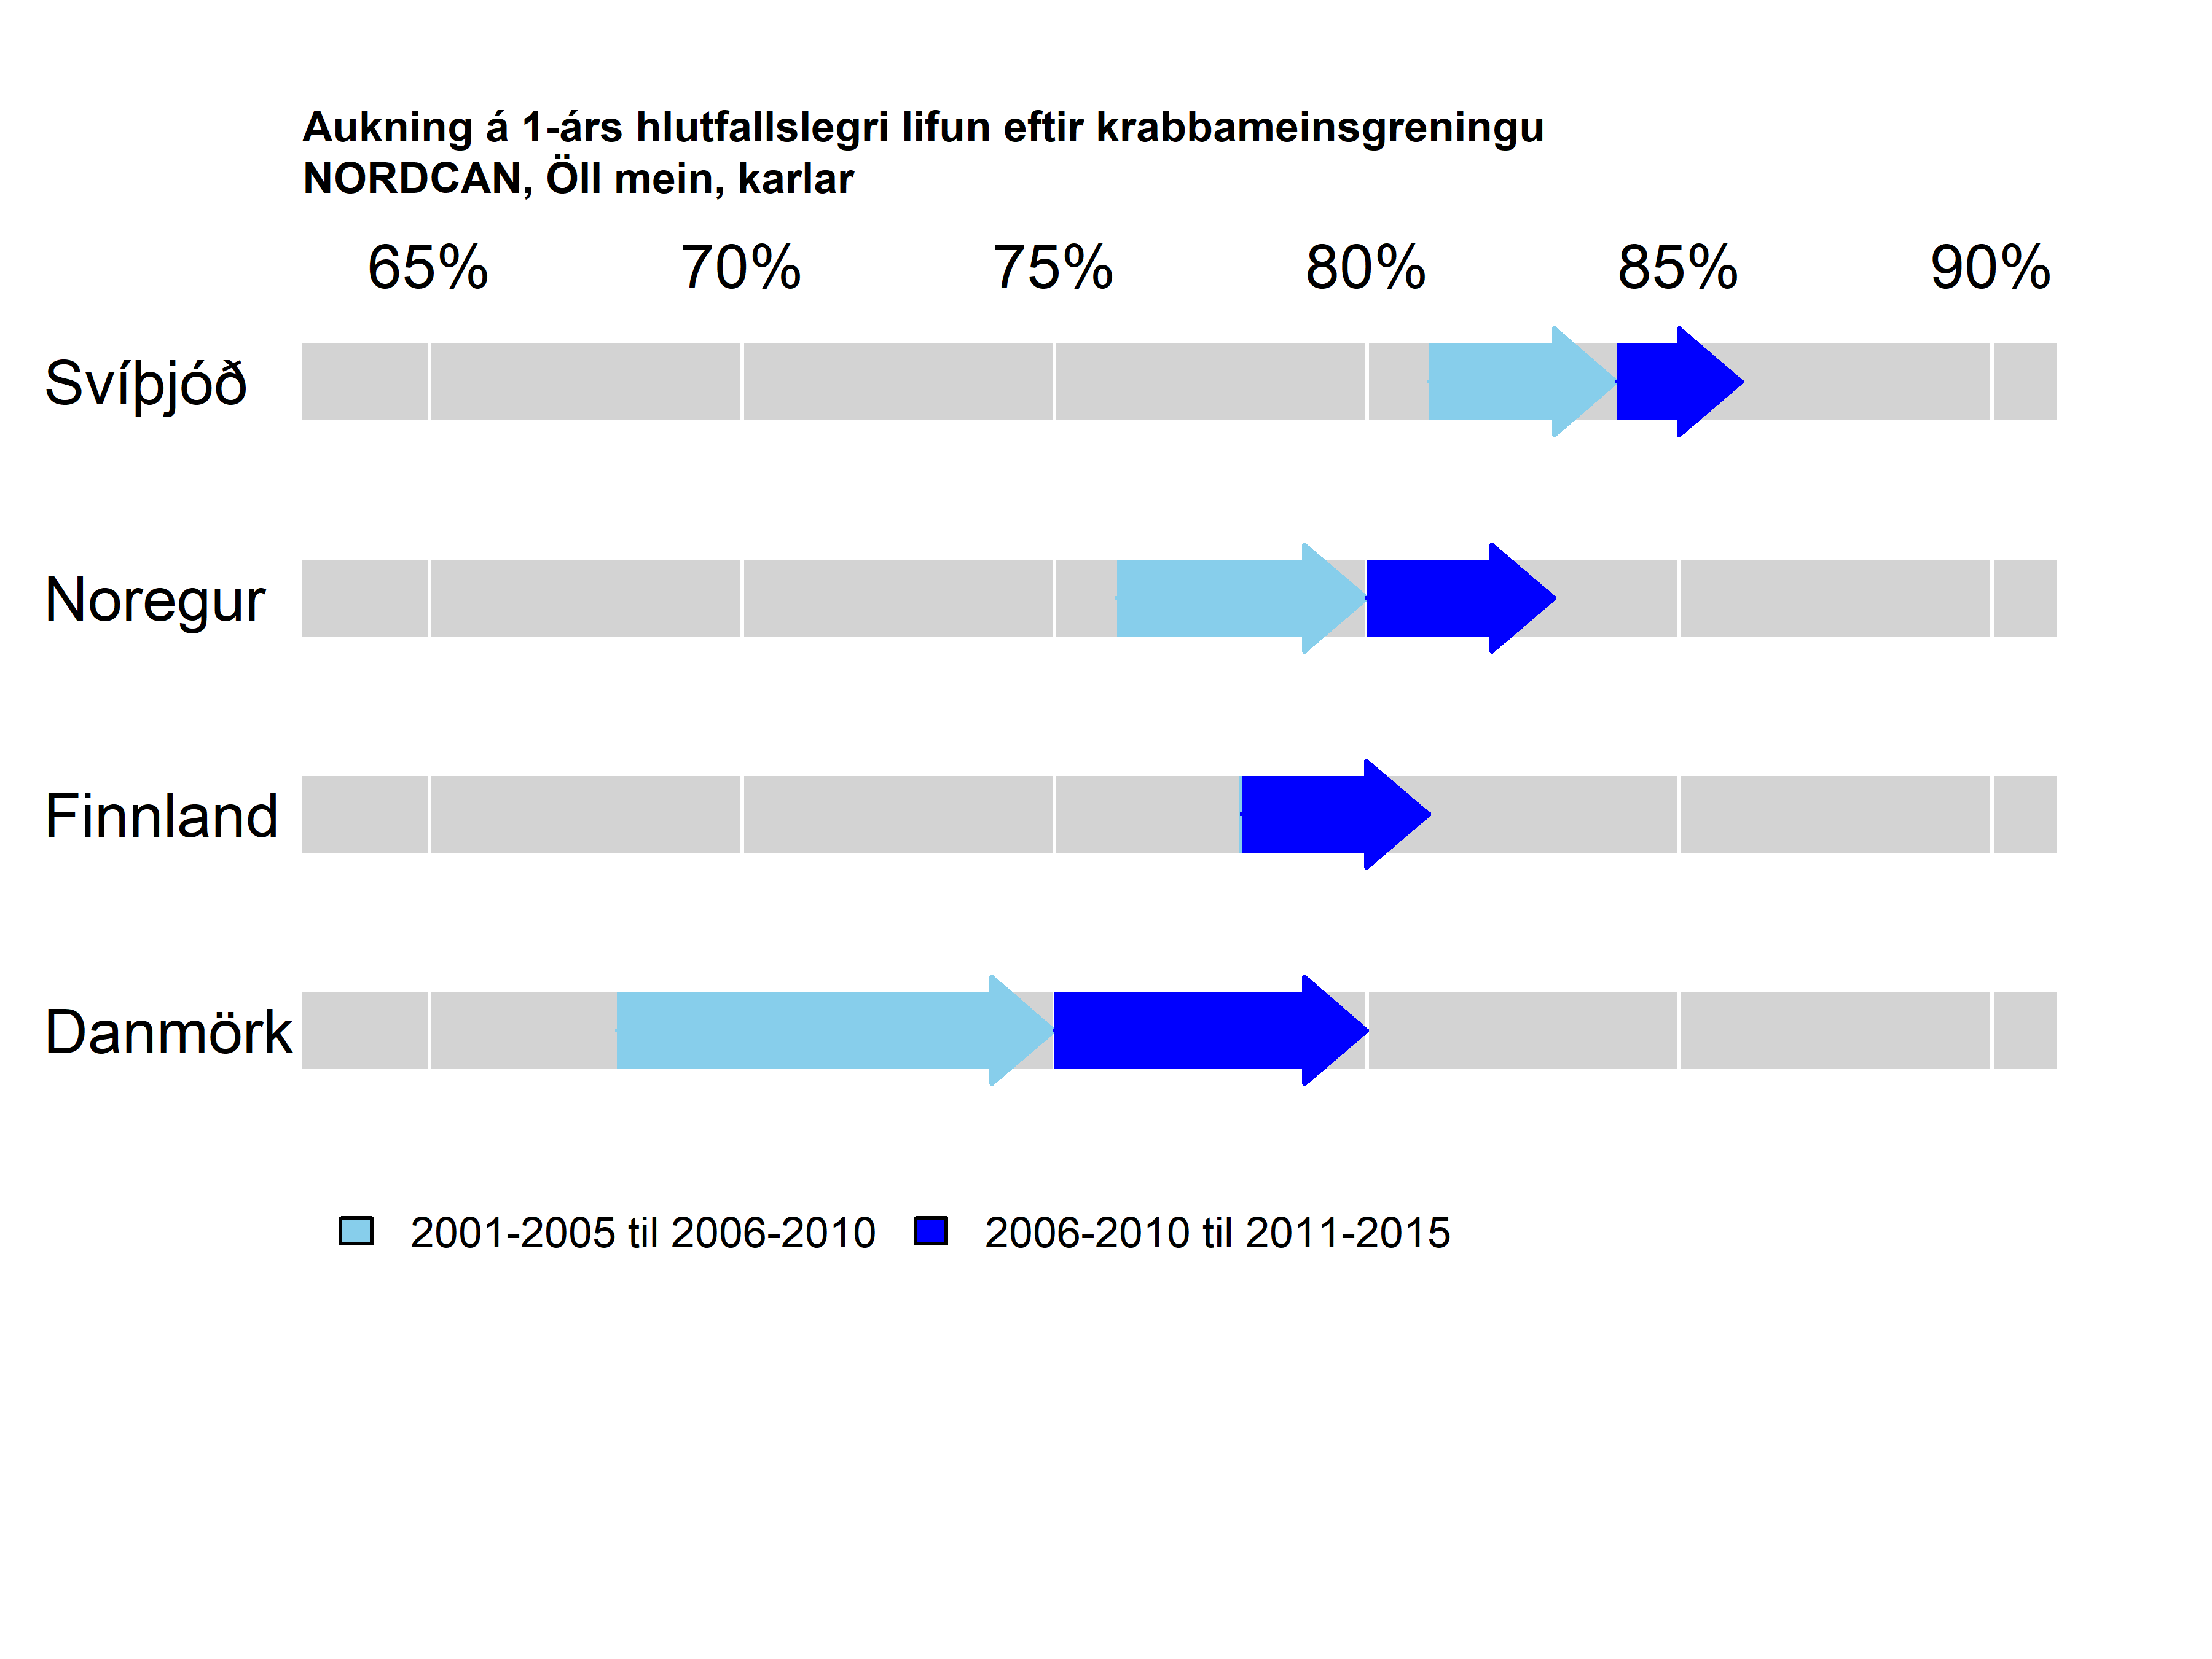 Aukning á 1-árs hlutfallslegri lifun eftir krabbameinsgreningu
NORDCAN, Öll mein, karlar
65% 70% 75% 80% 85% 90%
Svíþjóð
Noregur
Finnland
Danmörk
2001-2005 til 2006-2010 2006-2010 til 2011-2015